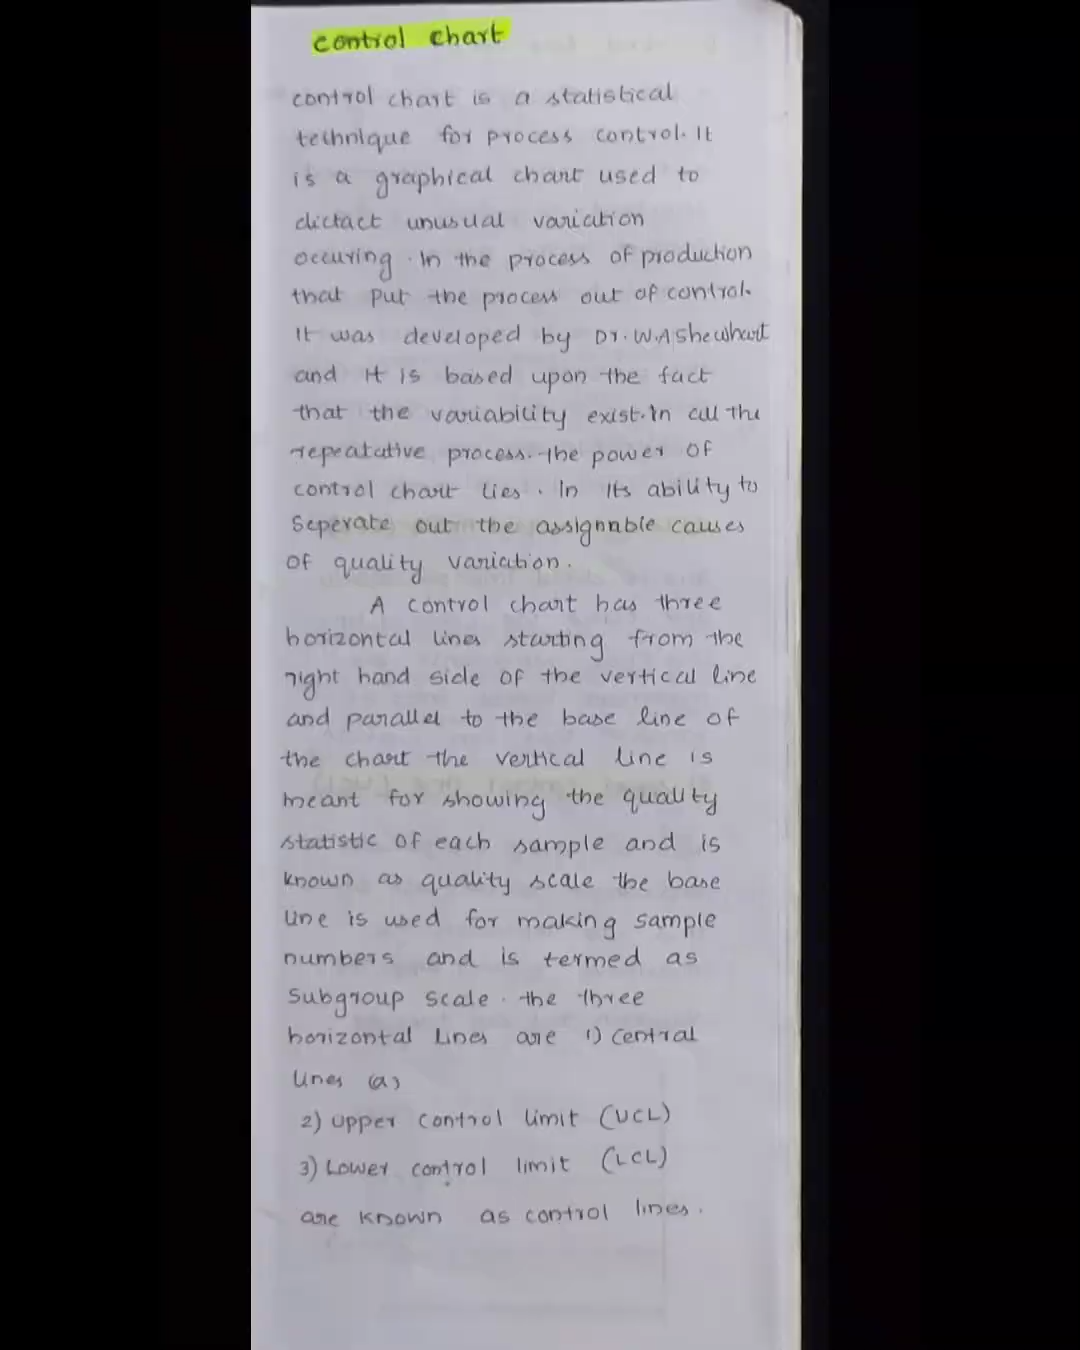 control chart
control chart is a statistical
technique for process control. It
is a graphical chart used to
dictact unusual variation
occuring . In the process of production
that put the process out of control.
It was developed by Dr. W.A Shewhart
and it is based upon the fact
that the variability exist. In all the
repeatative process. the power of
control chart lies . In its ability to
Seperate out the assignable causes
of quality variation.
A control chart has three
horizontal lines starting from the
right hand side of the vertical line
and parallel to the base line of
the chart the vertical line is
meant for showing the quality
statistic of each sample and is
known as quality scale the base
line is used for making sample
numbers and is termed as
Subgroup scale . the three
horizontal lines are 1) central
lines
2) upper control limit (UCL)
3) Lower control limit (LCL)
are known as control lines.